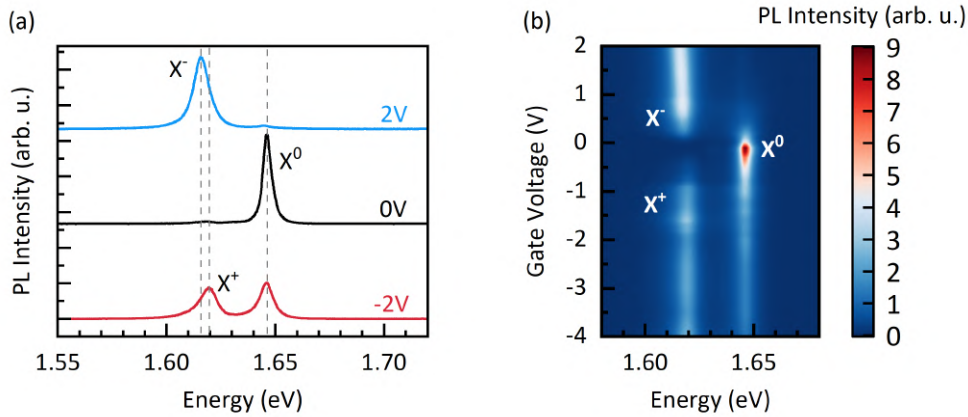 (a)
PL Intensity (arb. u.)
X-
2V
X0
0V
X+
-2V
1.55
1.60
1.65
1.70
Energy (eV)
(b)
PL Intensity (arb. u.)
Gate Voltage (V)
2
1
0
-1
-2
-3
-4
X-
X0
X+
1.60
1.65
Energy (eV)
9
8
7
6
5
4
3
2
1
0